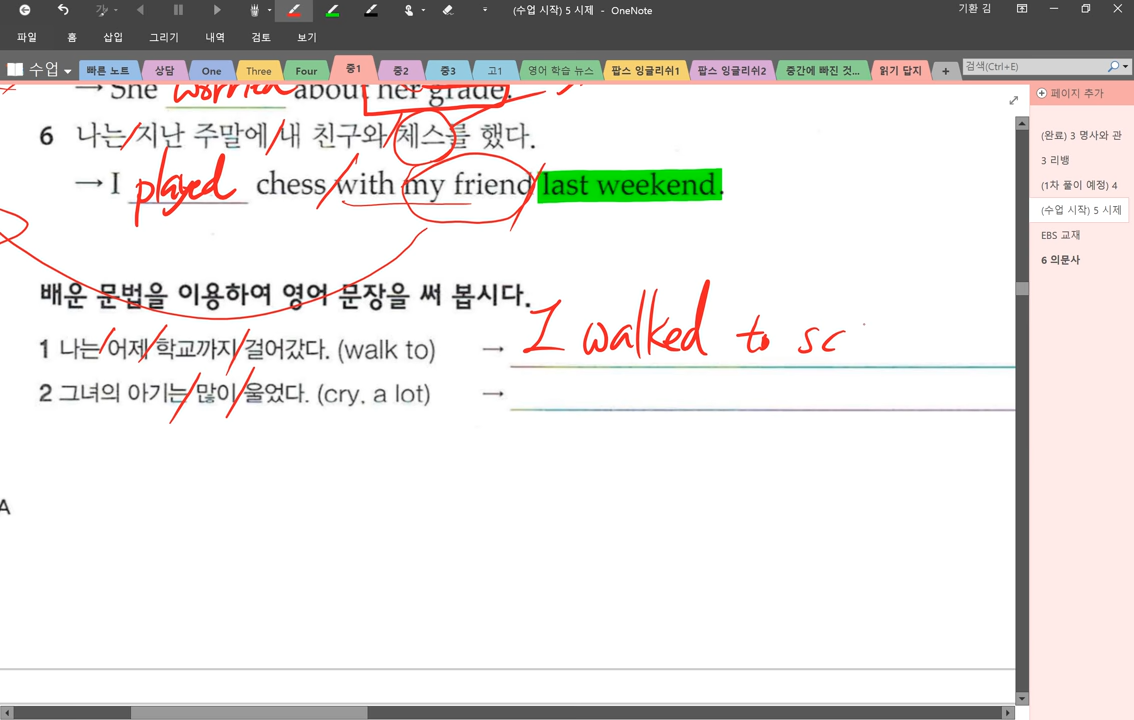 (수업 시작) 5 시제 - OneNote
기환 김
파일 홈 삽입 그리기 내역 검토 보기
수업 빠른 노트 상담 One Three Four 중1 중2 중3 고1 영어 학습 뉴스 팝스 잉글리쉬1 팝스 잉글리쉬2 중간에 빠진 것... 읽기 답지 + 검색(Ctrl+E)
페이지 추가
(완료) 3 명사와 관
3 리뱅
(1차 풀이 예정) 4
(수업 시작) 5 시제
EBS 교재
6 의문사
→ She worried about her grade.
6 나는/지난 주말에/내 친구와/체스를 했다.
→ I played chess/with my friend/last weekend.
배운 문법을 이용하여 영어 문장을 써 봅시다.
1 나는/어제/학교까지/걸어갔다. (walk to) → I walked to sc
2 그녀의 아기는/많이/울었다. (cry, a lot) →
A